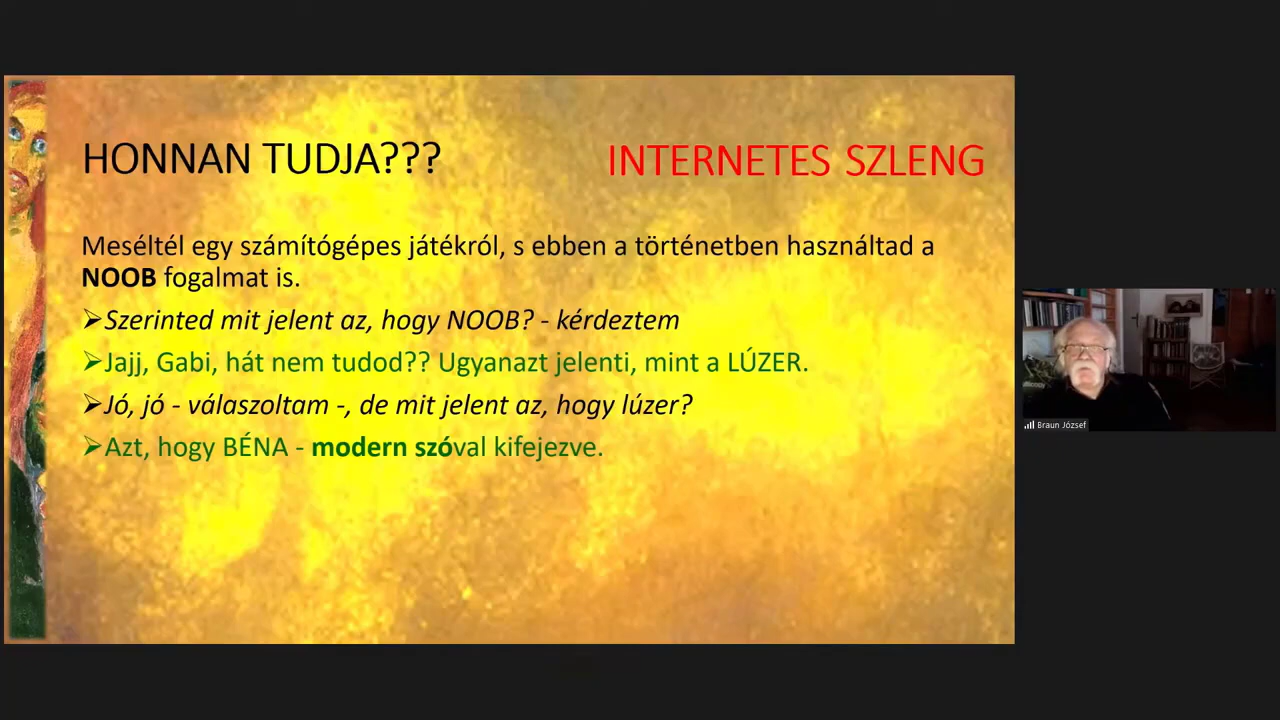 HONNAN TUDJA???
INTERNETES SZLENG
Meséltél egy számítógépes játékról, s ebben a történetben használtad a
NOOB fogalmat is.
➢Szerinted mit jelent az, hogy NOOB? - kérdeztem
➢Jajj, Gabi, hát nem tudod?? Ugyanazt jelenti, mint a LÚZER.
➢Jó, jó - válaszoltam -, de mit jelent az, hogy lúzer?
➢Azt, hogy BÉNA - modern szóval kifejezve.
Braun József